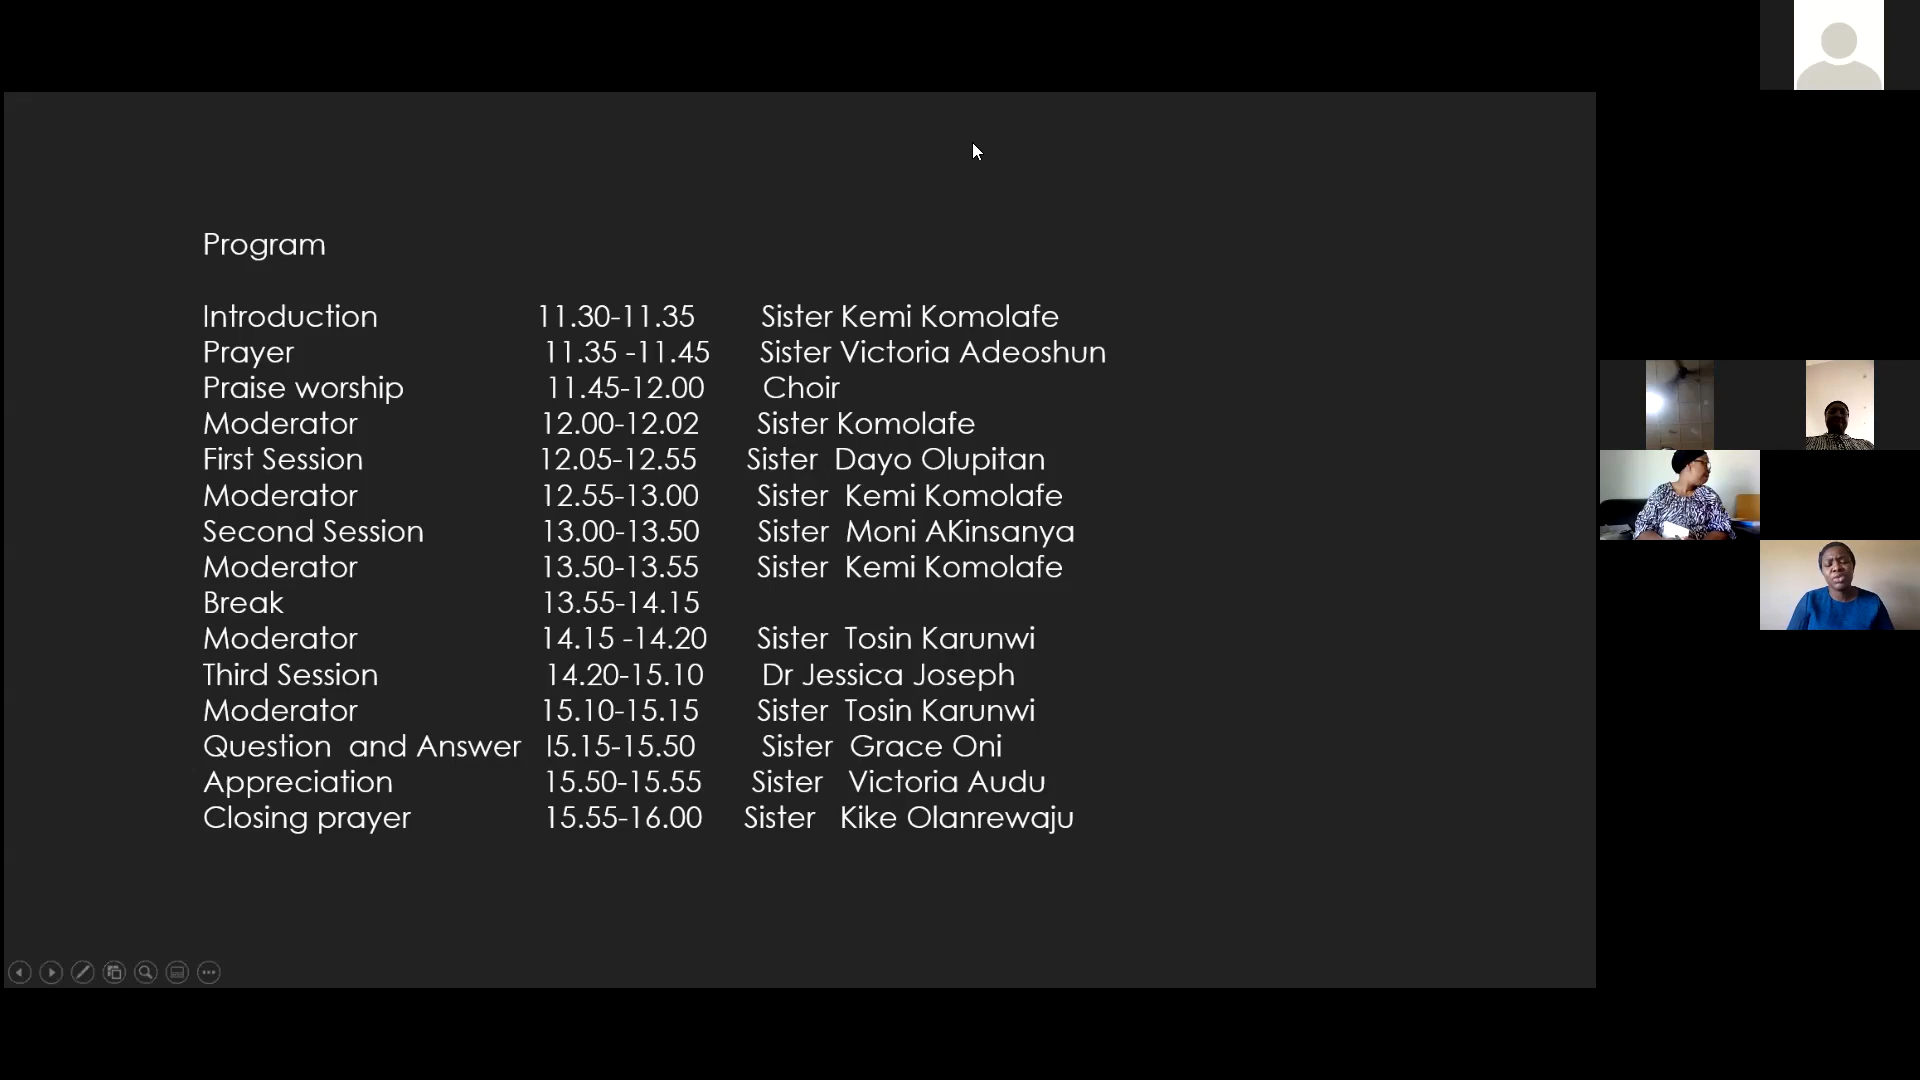 Program
Introduction 11.30-11.35 Sister Kemi Komolafe
Prayer 11.35 -11.45 Sister Victoria Adeoshun
Praise worship 11.45-12.00 Choir
Moderator 12.00-12.02 Sister Komolafe
First Session 12.05-12.55 Sister Dayo Olupitan
Moderator 12.55-13.00 Sister Kemi Komolafe
Second Session 13.00-13.50 Sister Moni AKinsanya
Moderator 13.50-13.55 Sister Kemi Komolafe
Break 13.55-14.15
Moderator 14.15 -14.20 Sister Tosin Karunwi
Third Session 14.20-15.10 Dr Jessica Joseph
Moderator 15.10-15.15 Sister Tosin Karunwi
Question and Answer I5.15-15.50 Sister Grace Oni
Appreciation 15.50-15.55 Sister Victoria Audu
Closing prayer 15.55-16.00 Sister Kike Olanrewaju